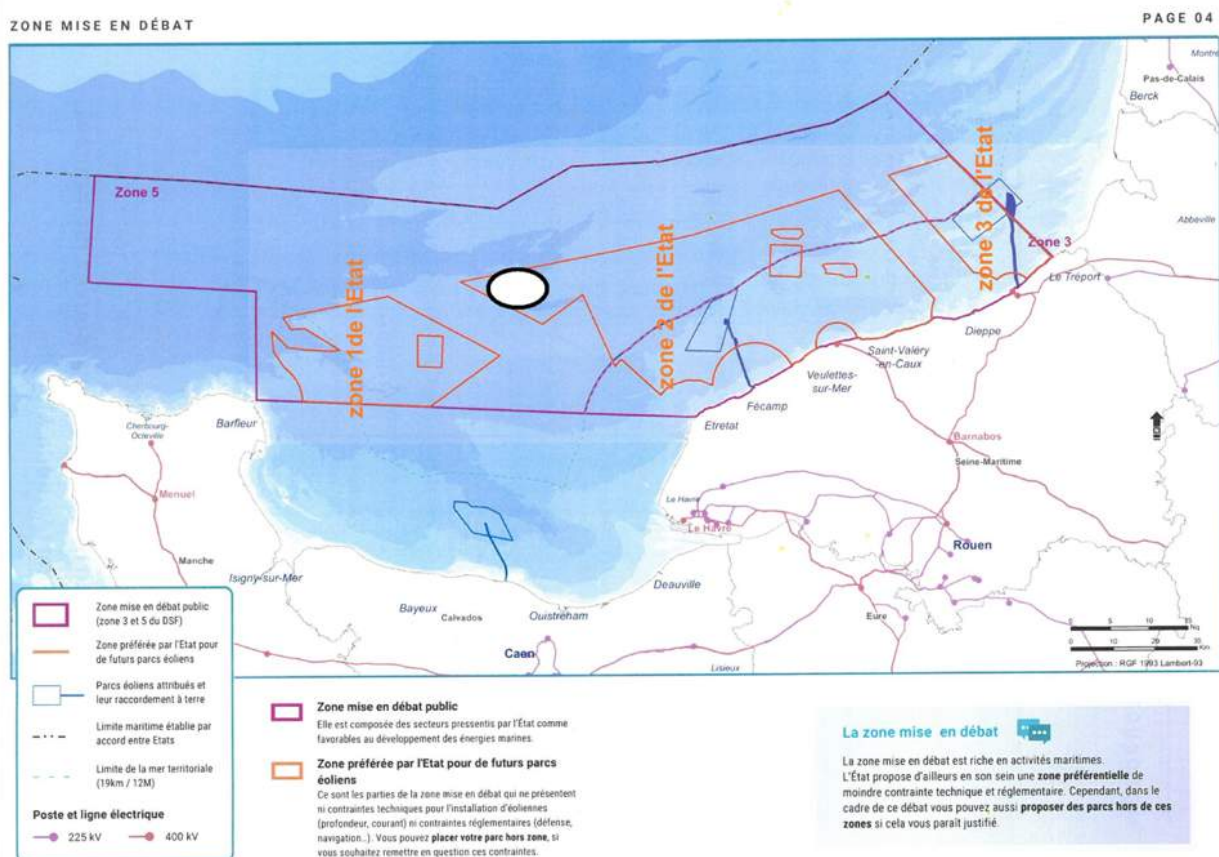 ZONE MISE EN DÉBAT
PAGE 04
Montre
Pas-de-Calais
Berck
Zone 5
zone 1de l'Etat
zone 2 de l'Etat
zone 3 de l'Etat
Abbeville
Zone 3
Le Tréport
Dieppe
Saint-Valéry
-en-Caux
Veulettes-
sur-Mer
Fécamp
Etretat
Barfleur
Cherbourg-
Octeville
Menuel
Manche
Barnabos
Seine-Maritime
Le Havre
Le Havre
Rouen
Isigny-sur-Mer
Deauville
Bayeux
Calvados
Ouistreham
Caen
Lisieux
Eure
0 5 10 15
Nq
0 10 20 30
Km
Projection : RGF 1993 Lambert-93
Zone mise en débat public
(zone 3 et 5 du DSF)
Zone préférée par l'Etat pour
de futurs parcs éoliens
Parcs éoliens attribués et
leur raccordement à terre
Limite maritime établie par
accord entre Etats
Limite de la mer territoriale
(19km / 12M)
Poste et ligne électrique
225 kV
400 kV
Zone mise en débat public
Elle est composée des secteurs pressentis par l'État comme
favorables au développement des énergies marines.
Zone préférée par l'Etat pour de futurs parcs
éoliens
Ce sont les parties de la zone mise en débat qui ne présentent
ni contraintes techniques pour l'installation d'éoliennes
(profondeur, courant) ni contraintes réglementaires (défense,
navigation..). Vous pouvez placer votre parc hors zone, si
vous souhaitez remettre en question ces contraintes.
La zone mise en débat
La zone mise en débat est riche en activités maritimes.
L'État propose d'ailleurs en son sein une zone préférentielle de
moindre contrainte technique et réglementaire. Cependant, dans le
cadre de ce débat vous pouvez aussi proposer des parcs hors de ces
zones si cela vous paraît justifié.